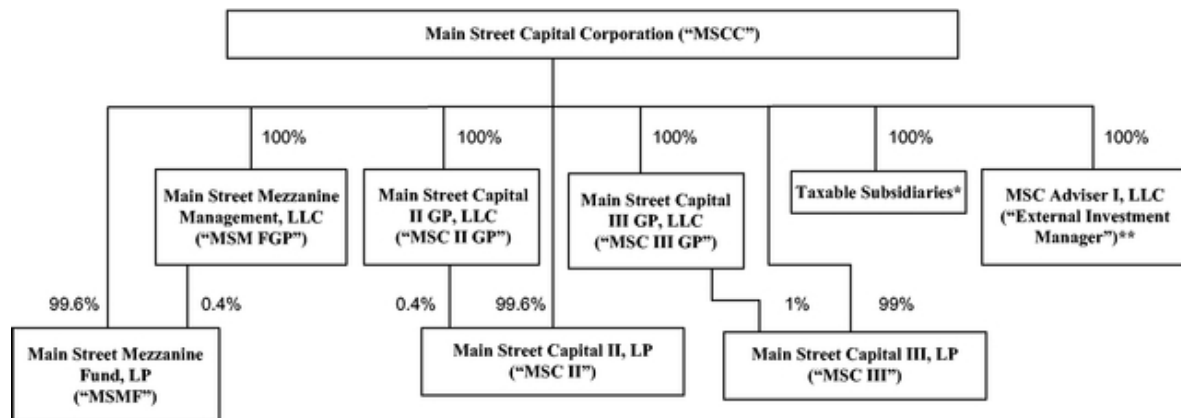 Main Street Capital Corporation (“MSCC”)
100%
100%
100%
100%
100%
Main Street Mezzanine
Management, LLC
(“MSM FGP”)
Main Street Capital
II GP, LLC
(“MSC II GP”)
Main Street Capital
III GP, LLC
(“MSC III GP”)
Taxable Subsidiaries*
MSC Adviser I, LLC
(“External Investment
Manager”)**
99.6%
0.4%
0.4%
99.6%
1%
99%
Main Street Mezzanine
Fund, LP
(“MSMF”)
Main Street Capital II, LP
(“MSC II”)
Main Street Capital III, LP
(“MSC III”)